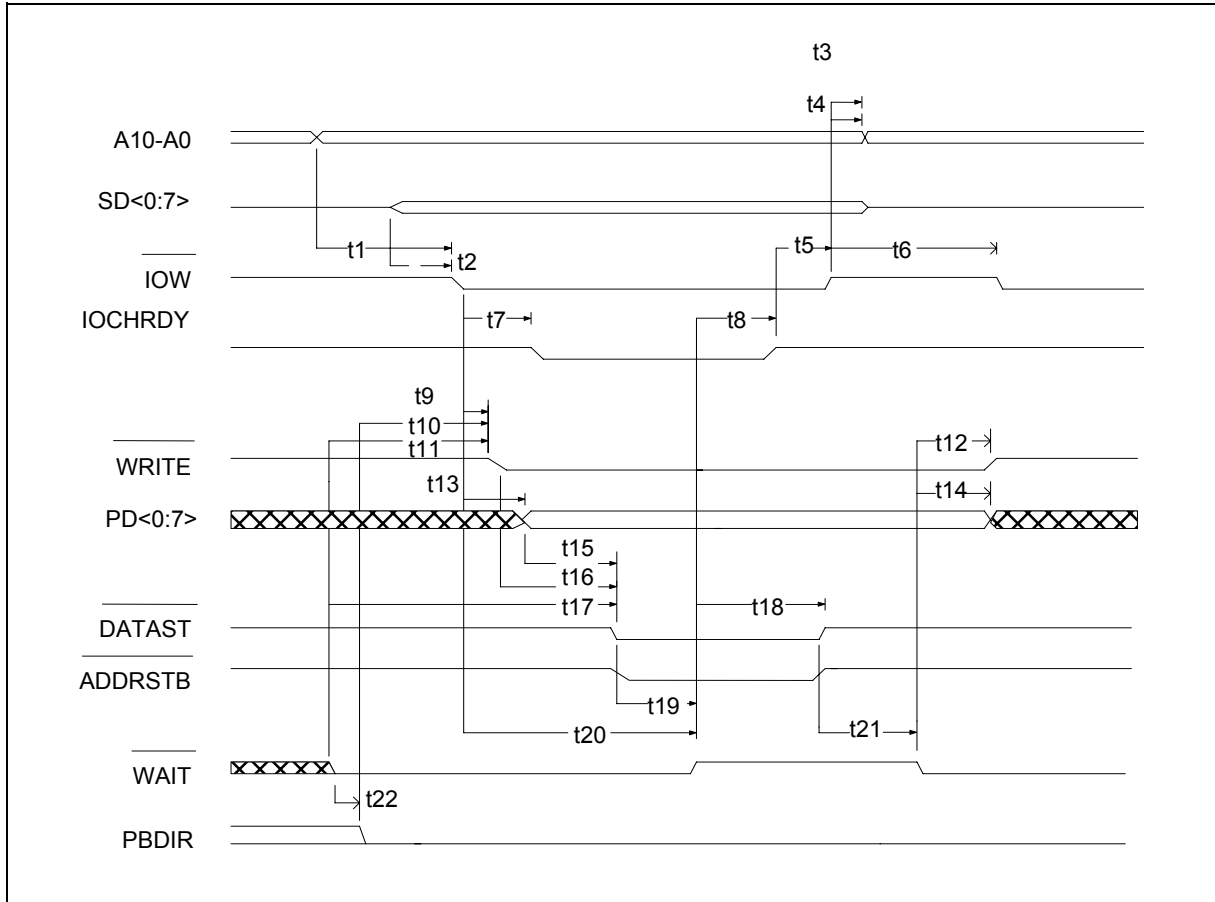 t3
t4
A10-A0
SD<0:7>
t1
t2
t5
t6
IOW
IOCHRDY
t7
t8
t9
t10
t11
t12
WRITE
t13
t14
PD<0:7>
t15
t16
t17
t18
DATAST
ADDRSTB
t19
t20
t21
WAIT
t22
PBDIR